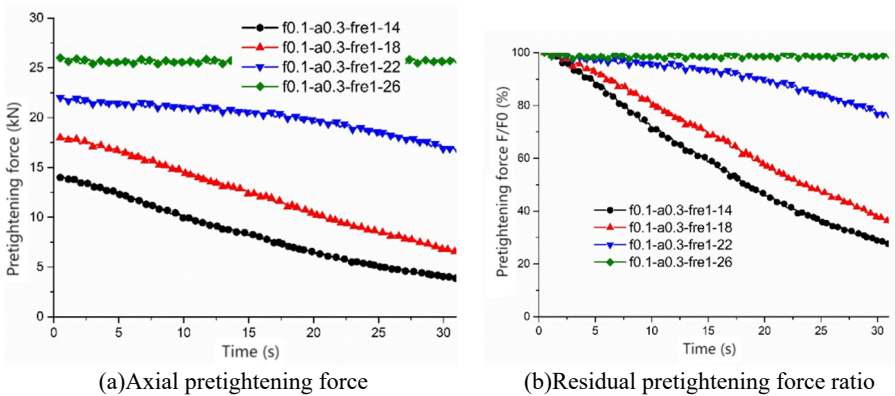 30
25
20
15
10
5
0
Pretightening force (kN)
f0.1-a0.3-fre1-14
f0.1-a0.3-fre1-18
f0.1-a0.3-fre1-22
f0.1-a0.3-fre1-26
0 5 10 15 20 25 30
Time (s)
(a)Axial pretightening force
100
80
60
40
20
0
Pretightening force F/F0 (%)
f0.1-a0.3-fre1-14
f0.1-a0.3-fre1-18
f0.1-a0.3-fre1-22
f0.1-a0.3-fre1-26
0 5 10 15 20 25 30
Time (s)
(b)Residual pretightening force ratio